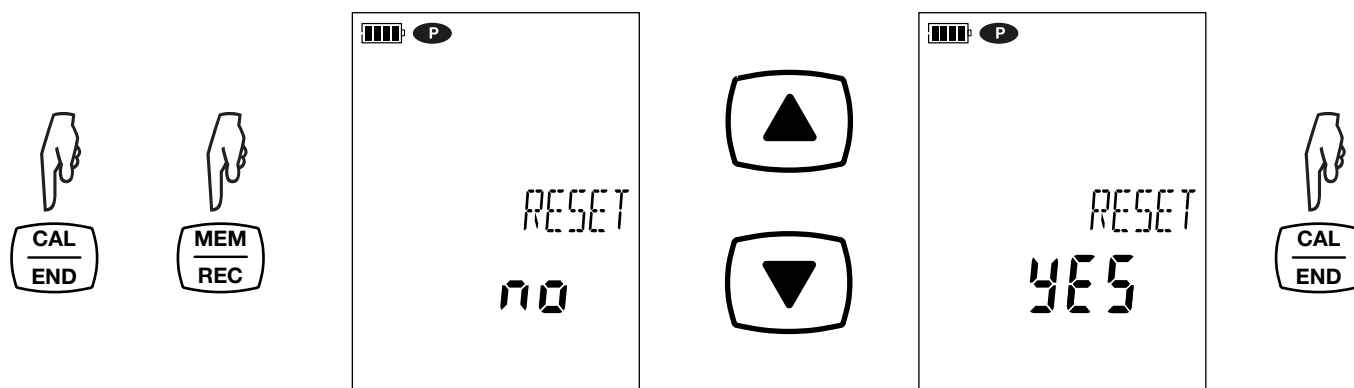 CAL
END
MEM
REC
P
RESET
no
P
RESET
YES
CAL
END